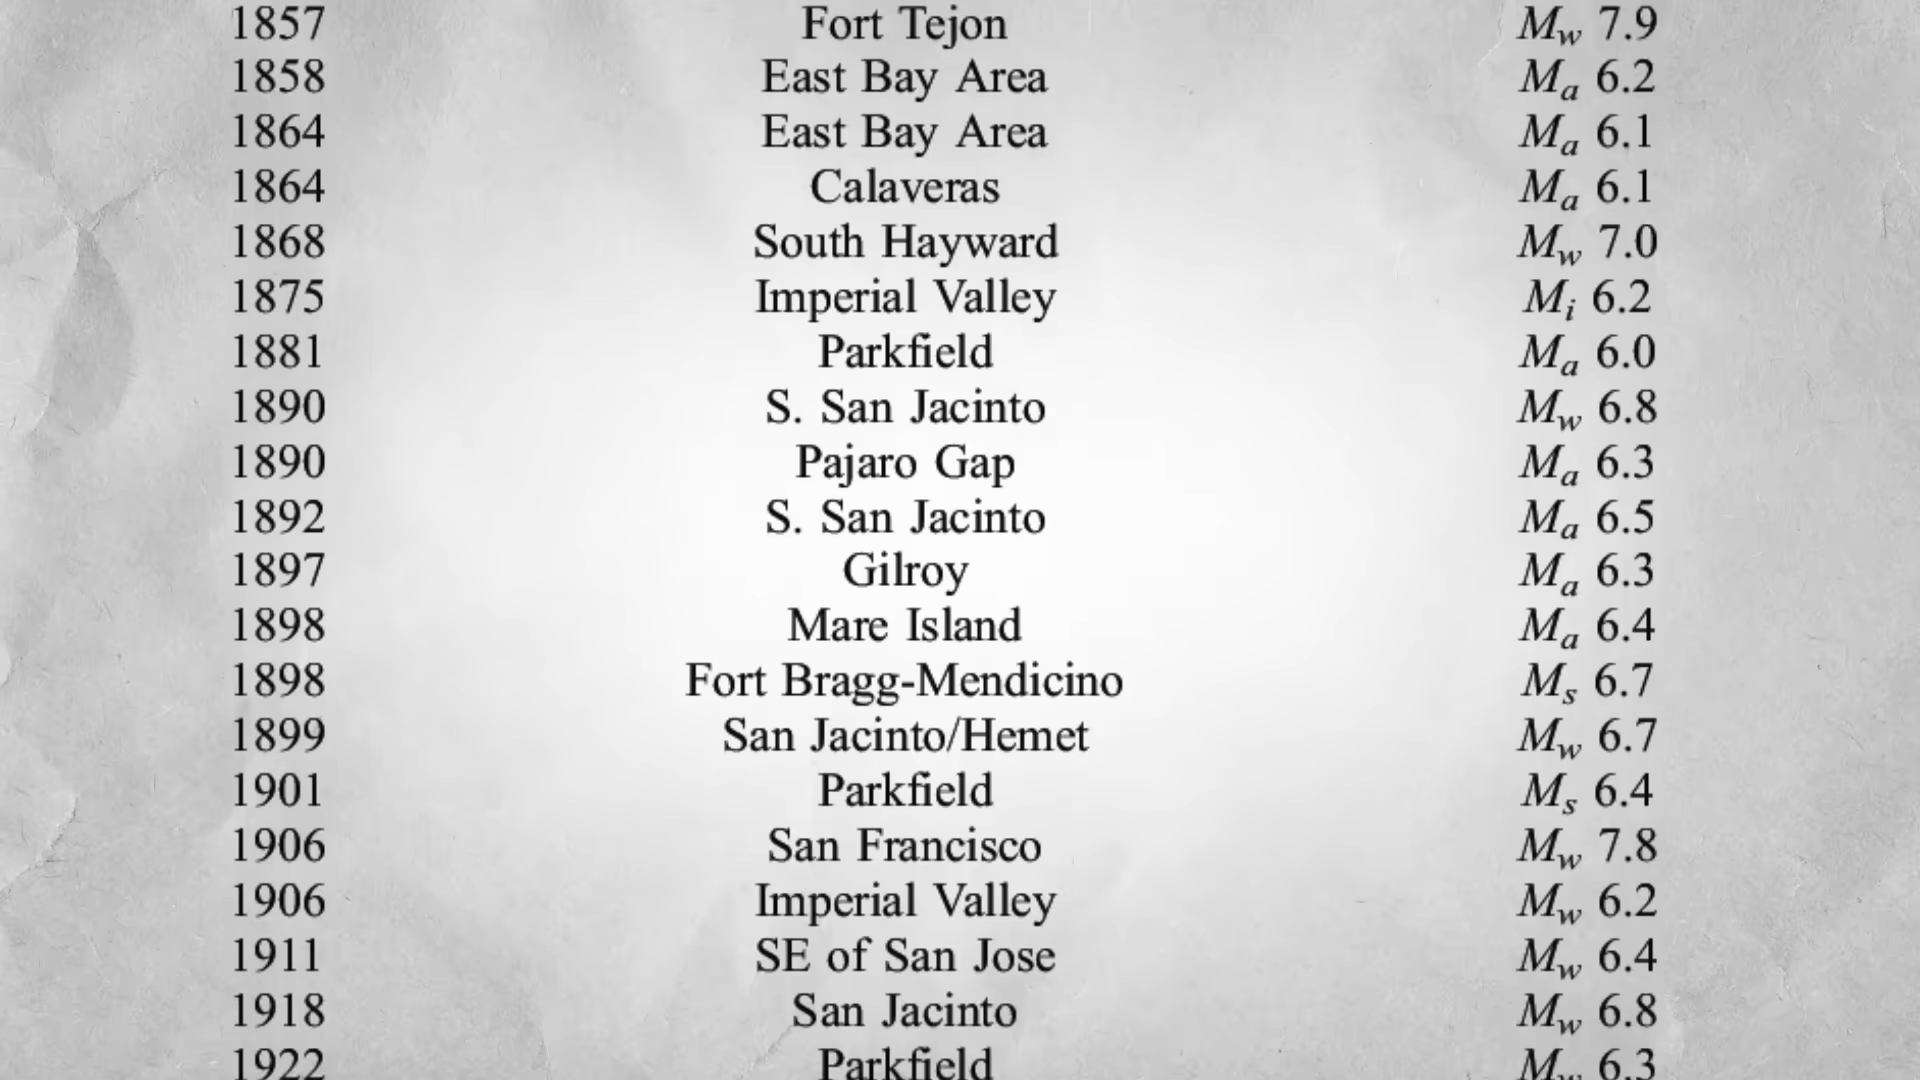 1857 Fort Tejon Mw 7.9
1858 East Bay Area Ma 6.2
1864 East Bay Area Ma 6.1
1864 Calaveras Ma 6.1
1868 South Hayward Mw 7.0
1875 Imperial Valley Mi 6.2
1881 Parkfield Ma 6.0
1890 S. San Jacinto Mw 6.8
1890 Pajaro Gap Ma 6.3
1892 S. San Jacinto Ma 6.5
1897 Gilroy Ma 6.3
1898 Mare Island Ma 6.4
1898 Fort Bragg-Mendicino Ms 6.7
1899 San Jacinto/Hemet Mw 6.7
1901 Parkfield Ms 6.4
1906 San Francisco Mw 7.8
1906 Imperial Valley Mw 6.2
1911 SE of San Jose Mw 6.4
1918 San Jacinto Mw 6.8
1922 Parkfield Mw 6.3